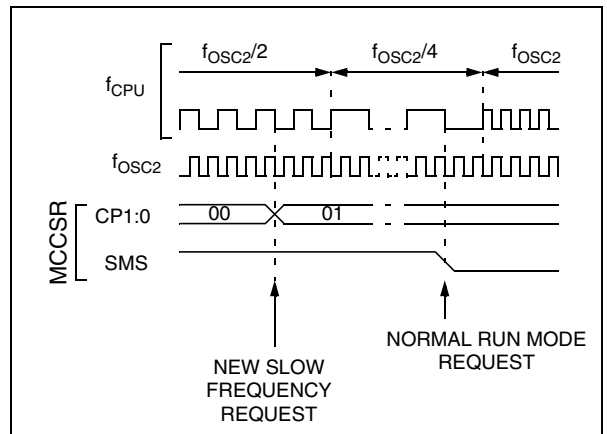 fOSC2/2 fOSC2/4 fOSC2
fCPU
fOSC2
MCCSR
CP1:0 00 01
SMS
NEW SLOW
FREQUENCY
REQUEST
NORMAL RUN MODE
REQUEST